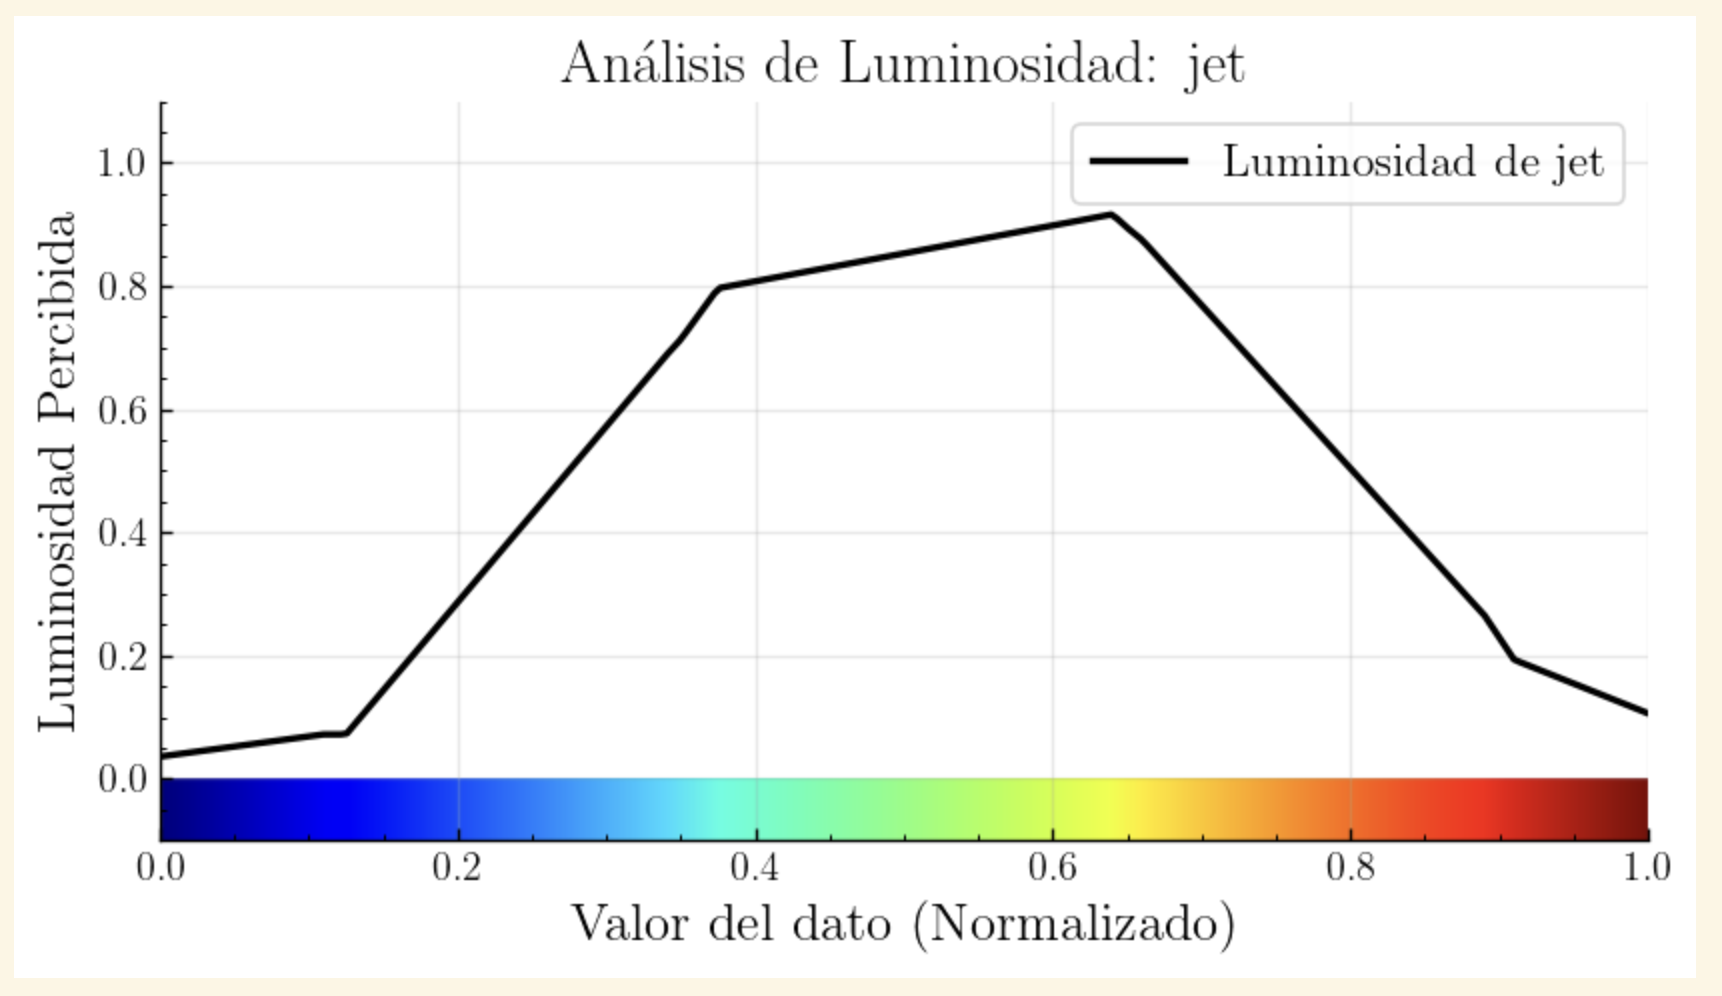 Análisis de Luminosidad: jet
Luminosidad de jet
Luminosidad Percibida
1.0
0.8
0.6
0.4
0.2
0.0
0.0 0.2 0.4 0.6 0.8 1.0
Valor del dato (Normalizado)